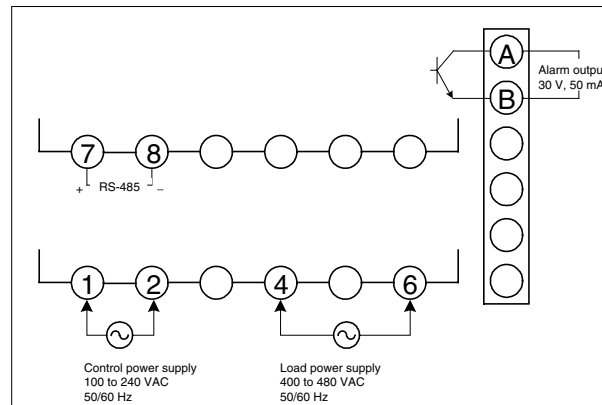 A
Alarm output
30 V, 50 mA
B
7 8
+ RS-485 −
1 2 4 6
Control power supply
100 to 240 VAC
50/60 Hz
Load power supply
400 to 480 VAC
50/60 Hz